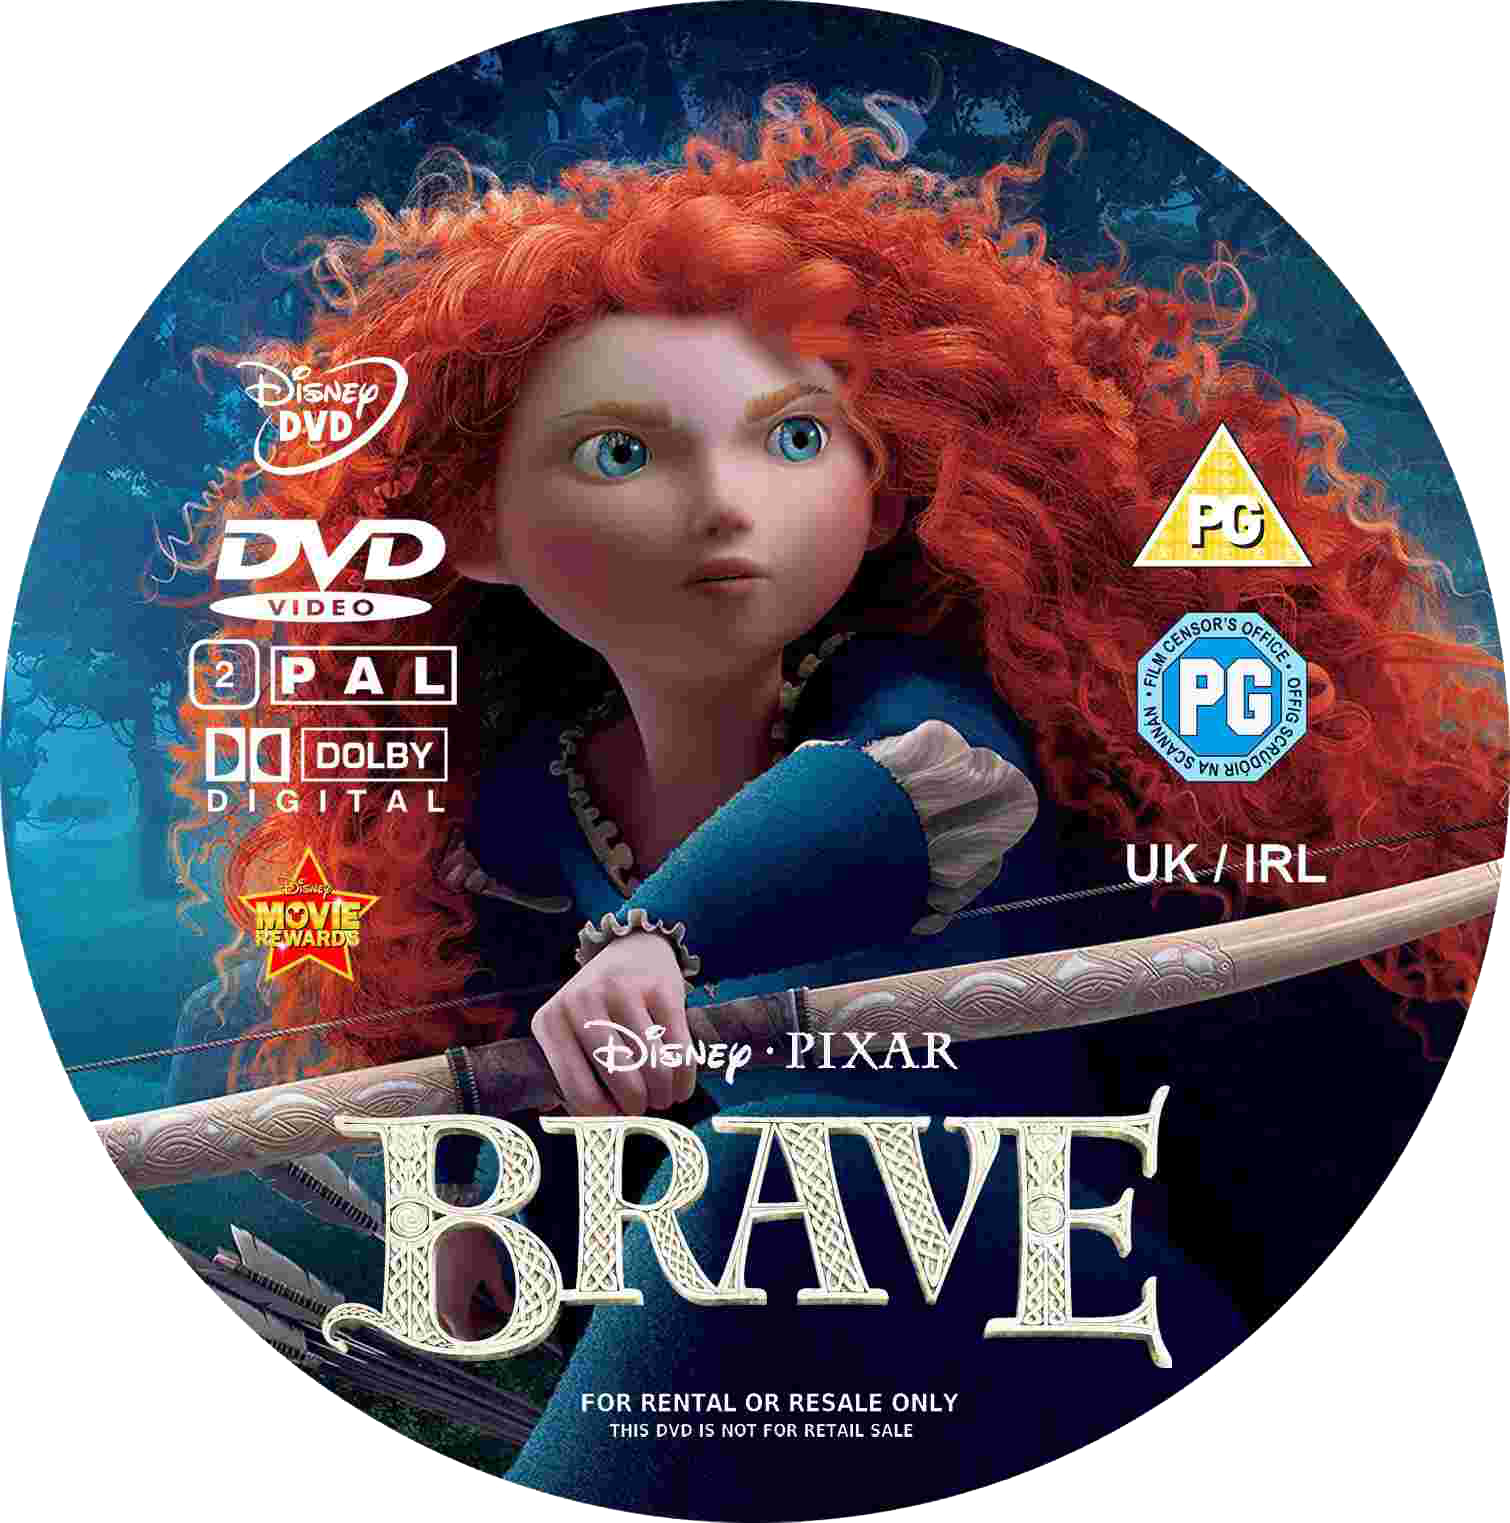 Disney
DVD
DVD
VIDEO
2 PAL
DOLBY
DIGITAL
Disney
MOVIE
REWARDS
PG
PG
FILM CENSOR'S OFFICE • OIFIG SCRÚDÓIR NA SCANNÁN •
UK / IRL
Disney • PIXAR
BRAVE
FOR RENTAL OR RESALE ONLY
THIS DVD IS NOT FOR RETAIL SALE